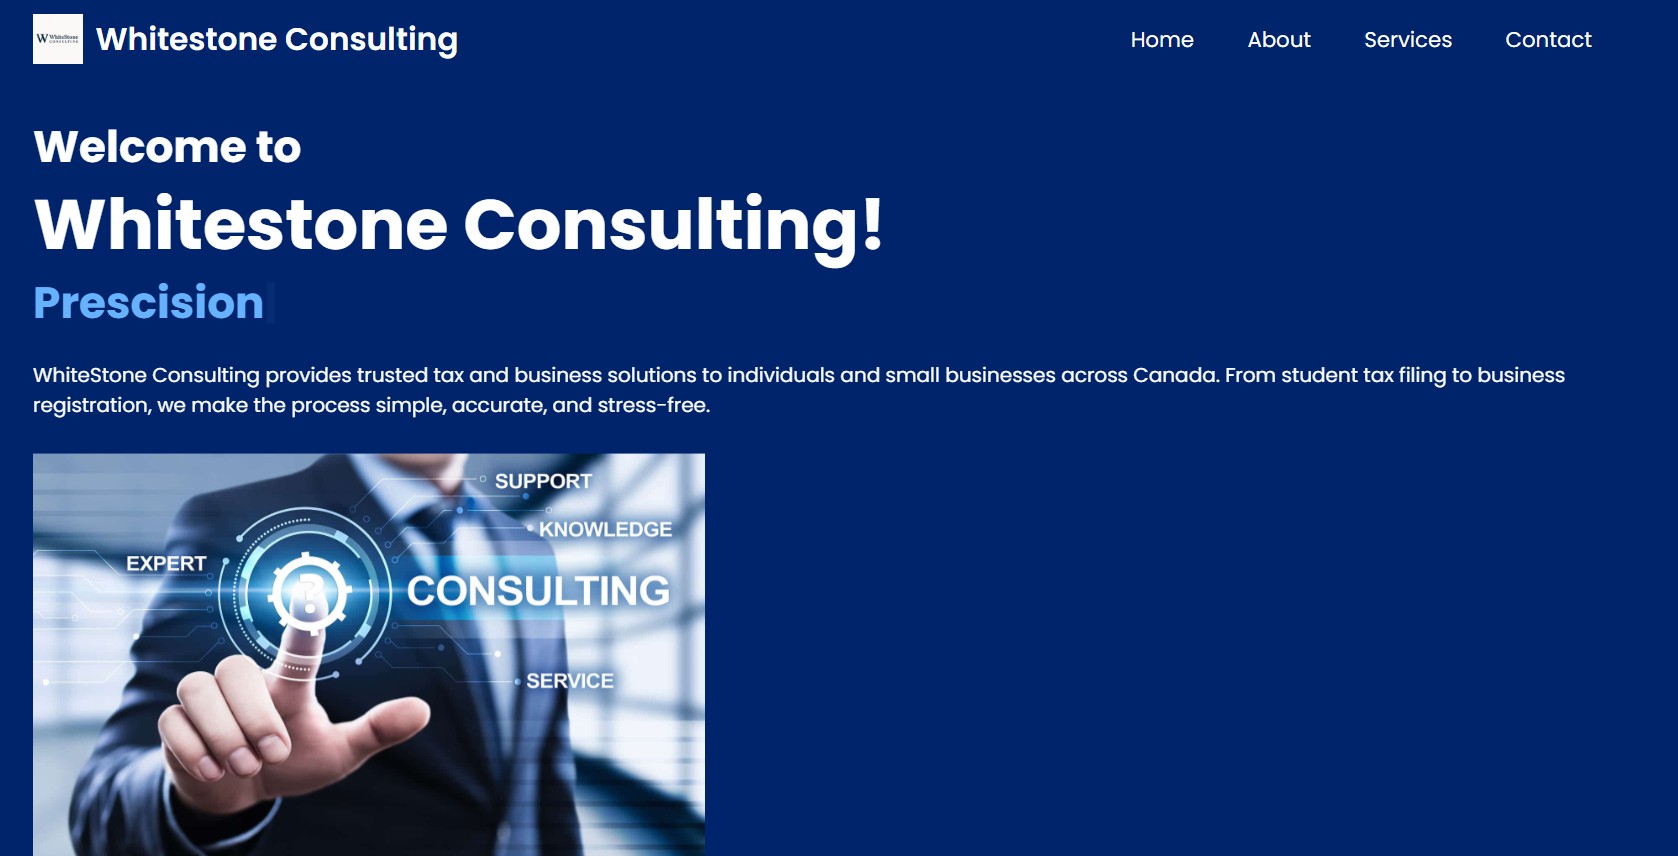 WhiteStone
CONSULTING
Whitestone Consulting
Home About Services Contact
Welcome to
Whitestone Consulting!
Prescision
WhiteStone Consulting provides trusted tax and business solutions to individuals and small businesses across Canada. From student tax filing to business
registration, we make the process simple, accurate, and stress-free.
SUPPORT
KNOWLEDGE
EXPERT
?
CONSULTING
SERVICE